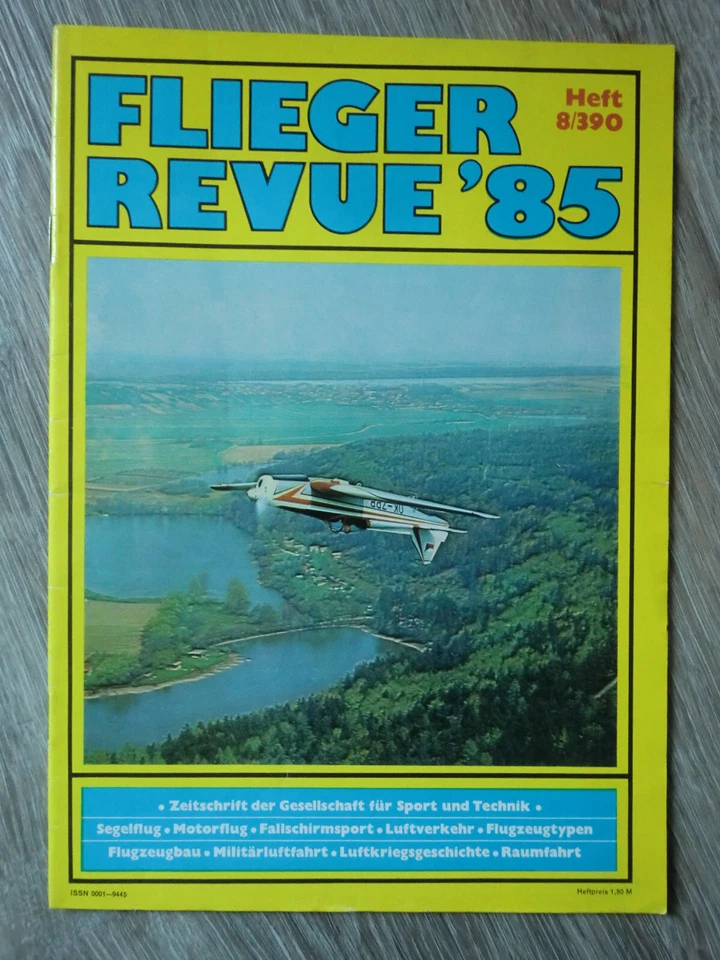 FLIEGER
Heft
8/390
REVUE '85
• Zeitschrift der Gesellschaft für Sport und Technik •
Segelflug • Motorflug • Fallschirmsport • Luftverkehr • Flugzeugtypen
Flugzeugbau • Militärluftfahrt • Luftkriegsgeschichte • Raumfahrt
ISSN 0001—9445
Heftpreis 1,80 M